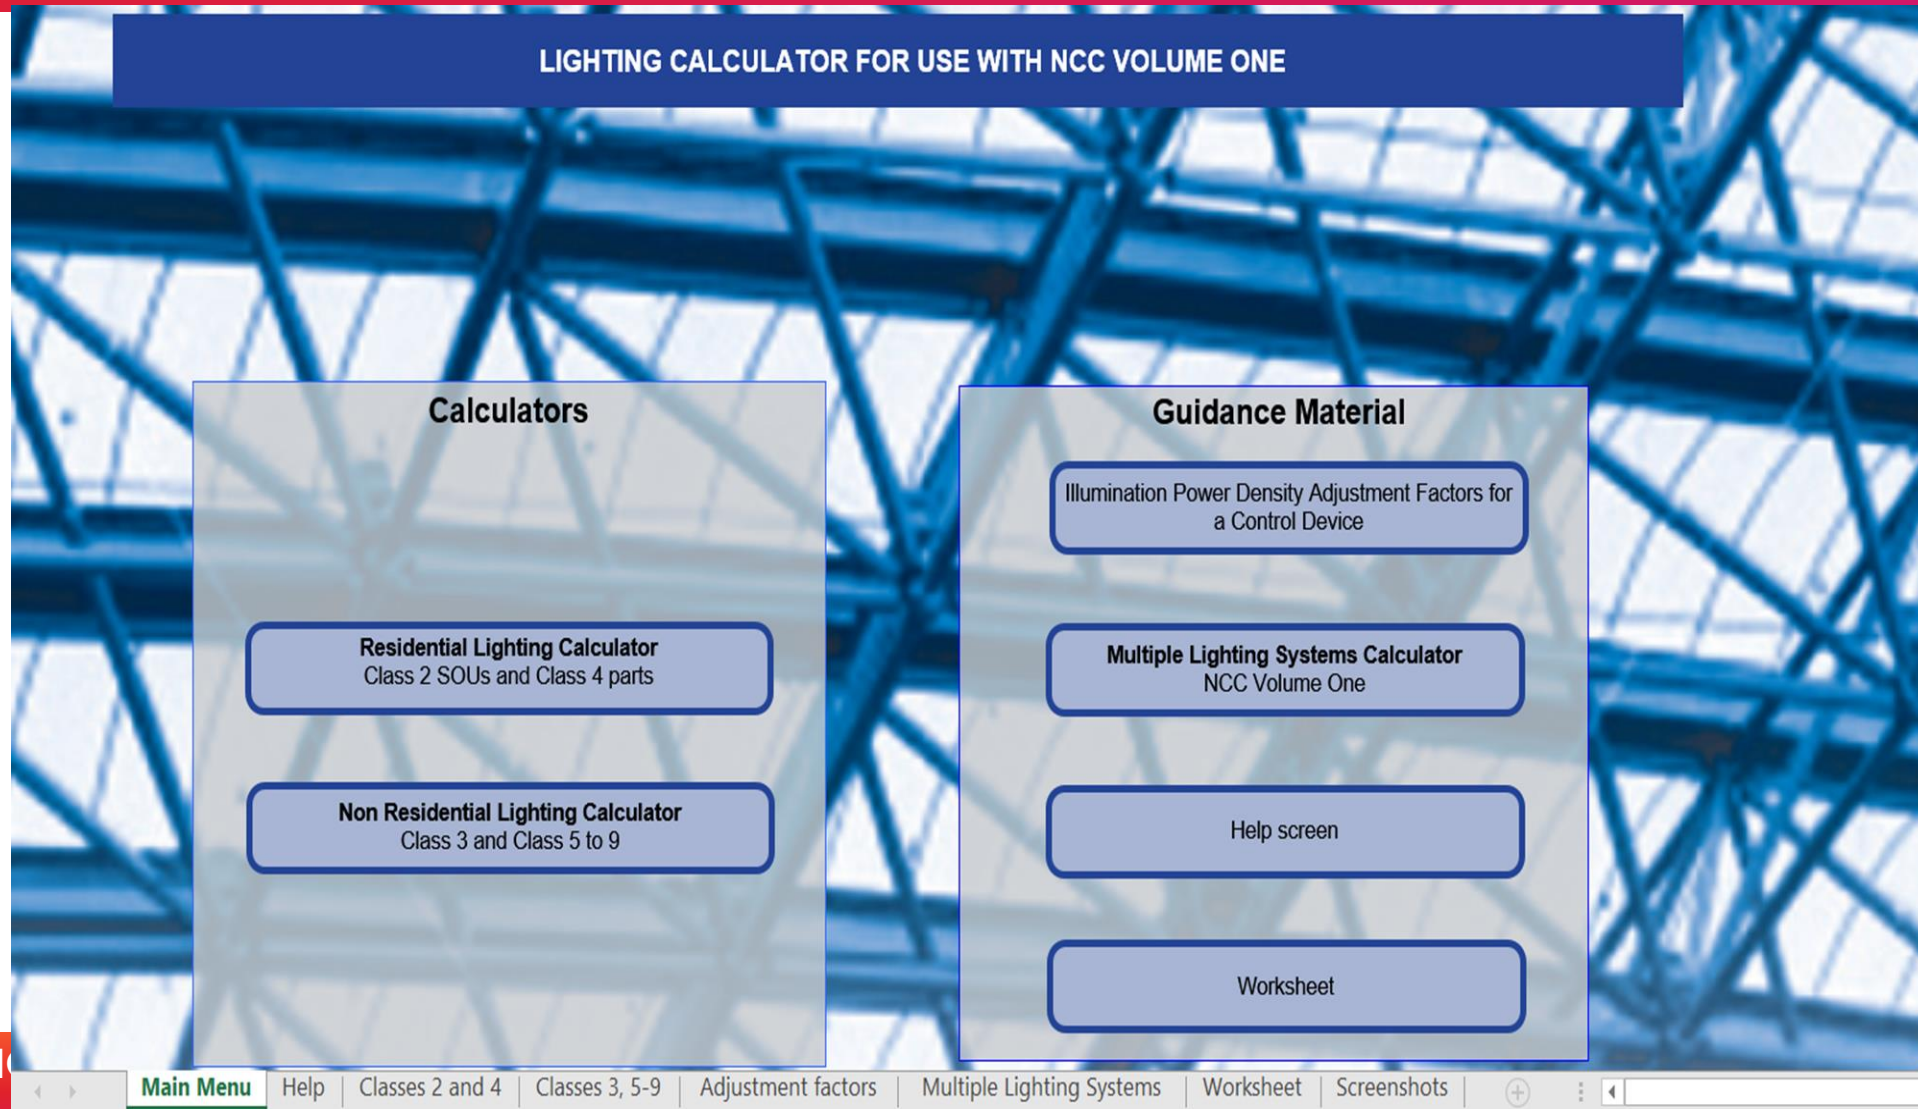 LIGHTING CALCULATOR FOR USE WITH NCC VOLUME ONE
Calculators
Residential Lighting Calculator
Class 2 SOUs and Class 4 parts
Non Residential Lighting Calculator
Class 3 and Class 5 to 9
Guidance Material
Illumination Power Density Adjustment Factors for
a Control Device
Multiple Lighting Systems Calculator
NCC Volume One
Help screen
Worksheet
Main Menu Help Classes 2 and 4 Classes 3, 5-9 Adjustment factors Multiple Lighting Systems Worksheet Screenshots